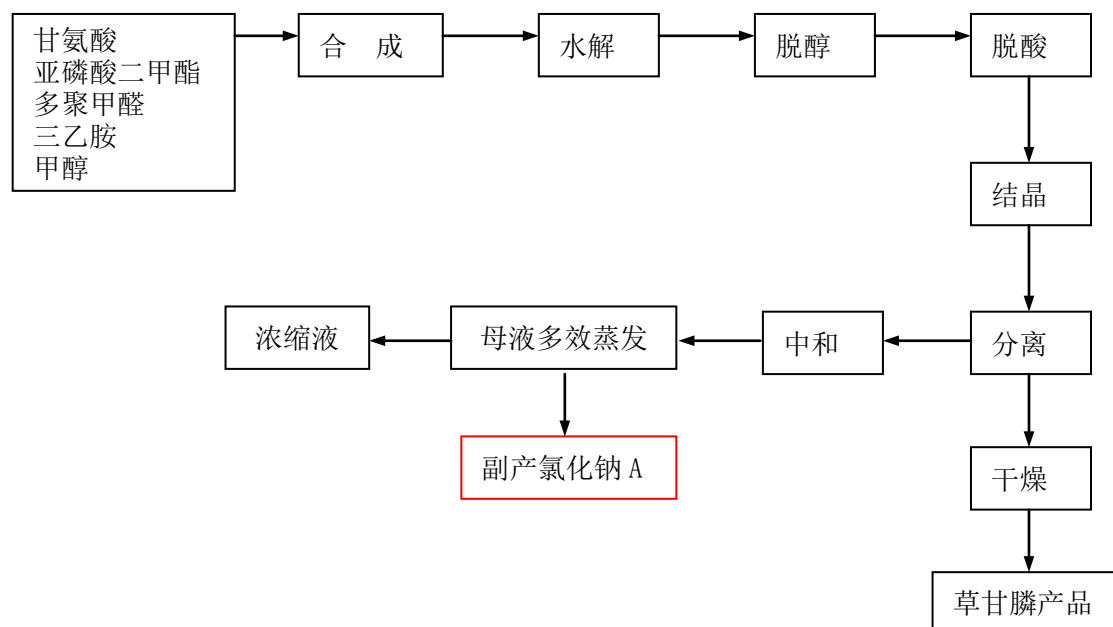 甘氨酸
亚磷酸二甲酯
多聚甲醛
三乙胺
甲醇
合 成
水解
脱醇
脱酸
结晶
浓缩液
母液多效蒸发
中和
分离
副产氯化钠 A
干燥
草甘膦产品